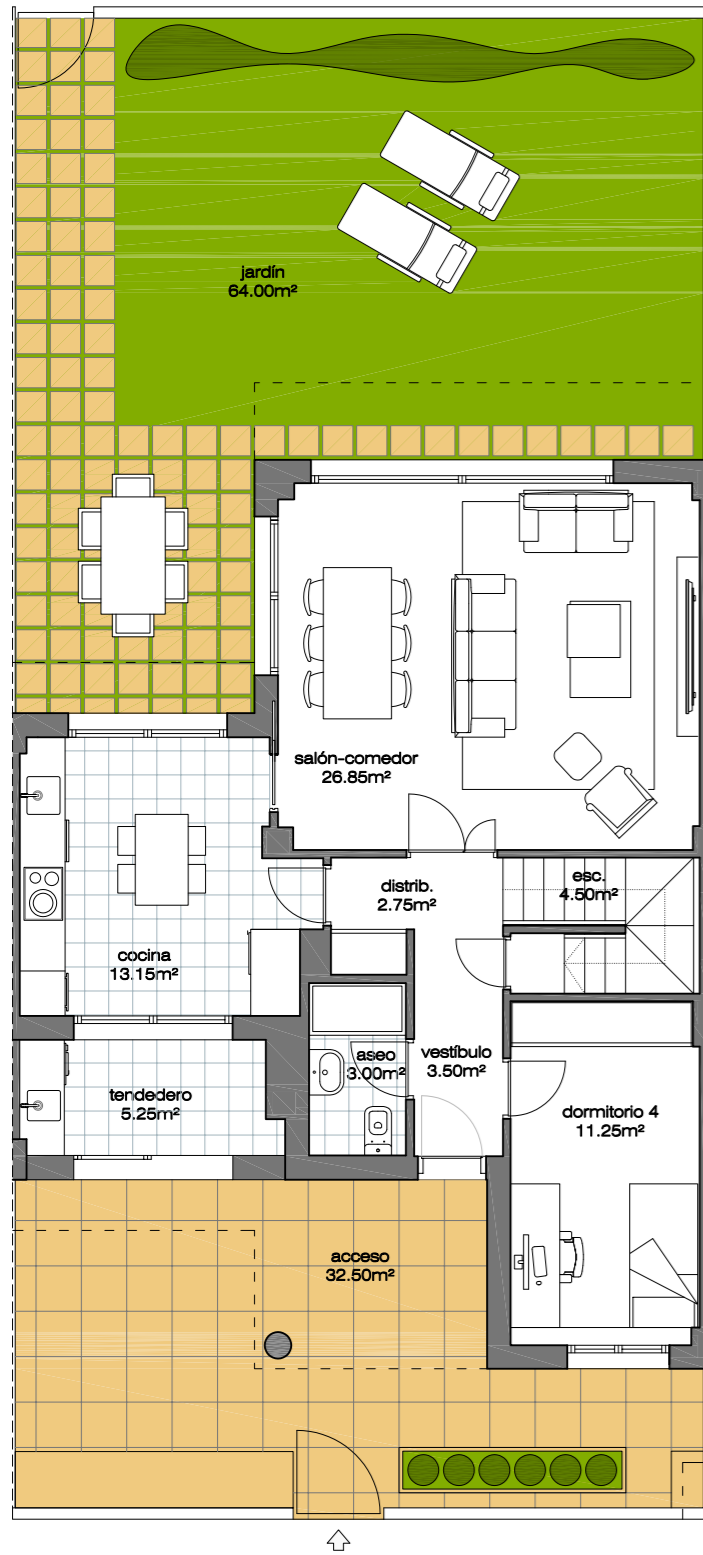 jardín
64.00m²
salón-comedor
26.85m²
distrib.
2.75m²
esc.
4.50m²
cocina
13.15m²
aseo
3.00m²
vestíbulo
3.50m²
tendedero
5.25m²
dormitorio 4
11.25m²
acceso
32.50m²